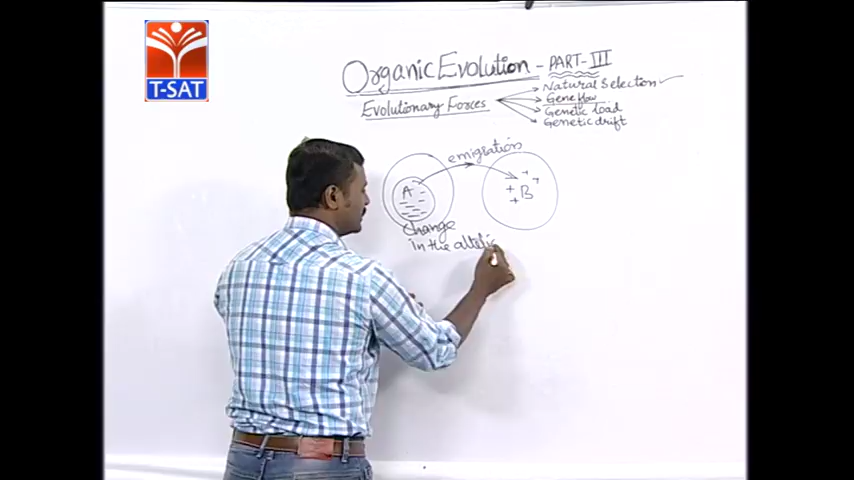 T-SAT
Organic Evolution - PART-III
Evolutionary Forces
Natural Selection
Gene flow
Genetic load
Genetic drift
emigration
A
B
Change
in the allelic